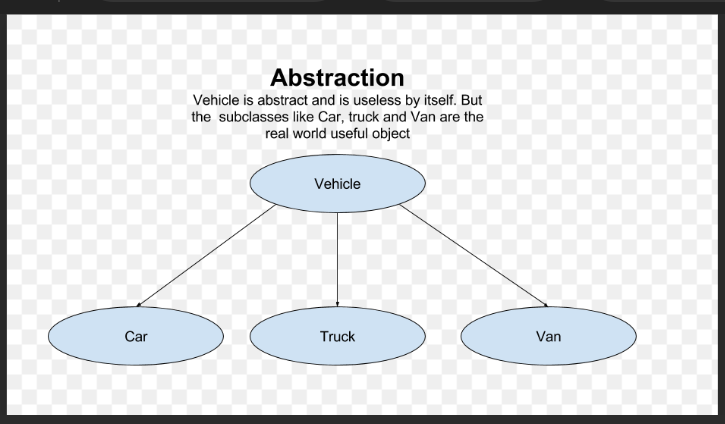 Abstraction
Vehicle is abstract and is useless by itself. But
the  subclasses like Car, truck and Van are the
real world useful object
Vehicle
Car
Truck
Van